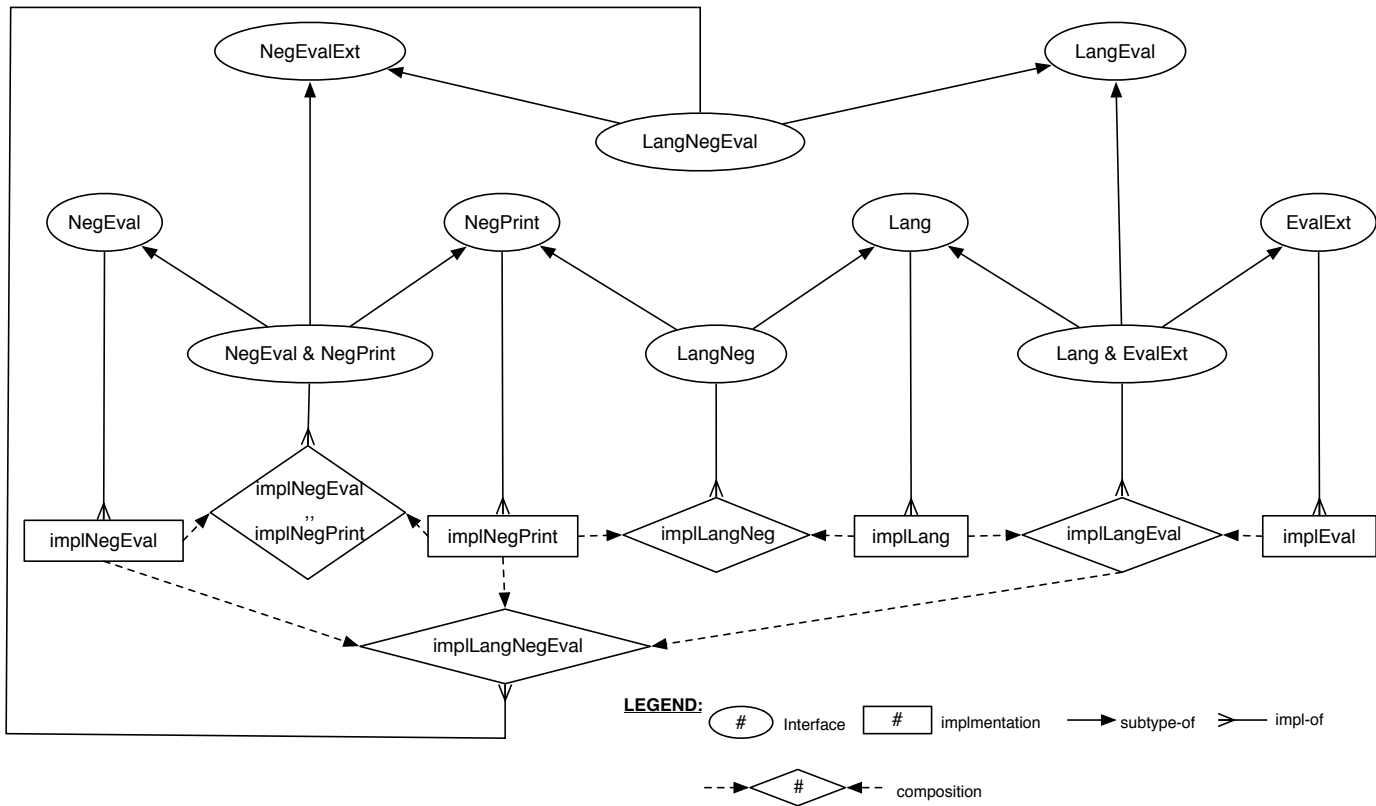 NegEvalExt
LangEval
LangNegEval
NegEval
NegPrint
Lang
EvalExt
NegEval & NegPrint
LangNeg
Lang & EvalExt
implNegEval
,,
implNegPrint
implNegEval
implNegPrint
implLangNeg
implLang
implLangEval
implEval
implLangNegEval
LEGEND:
# Interface
# implmentation
subtype-of
impl-of
# composition